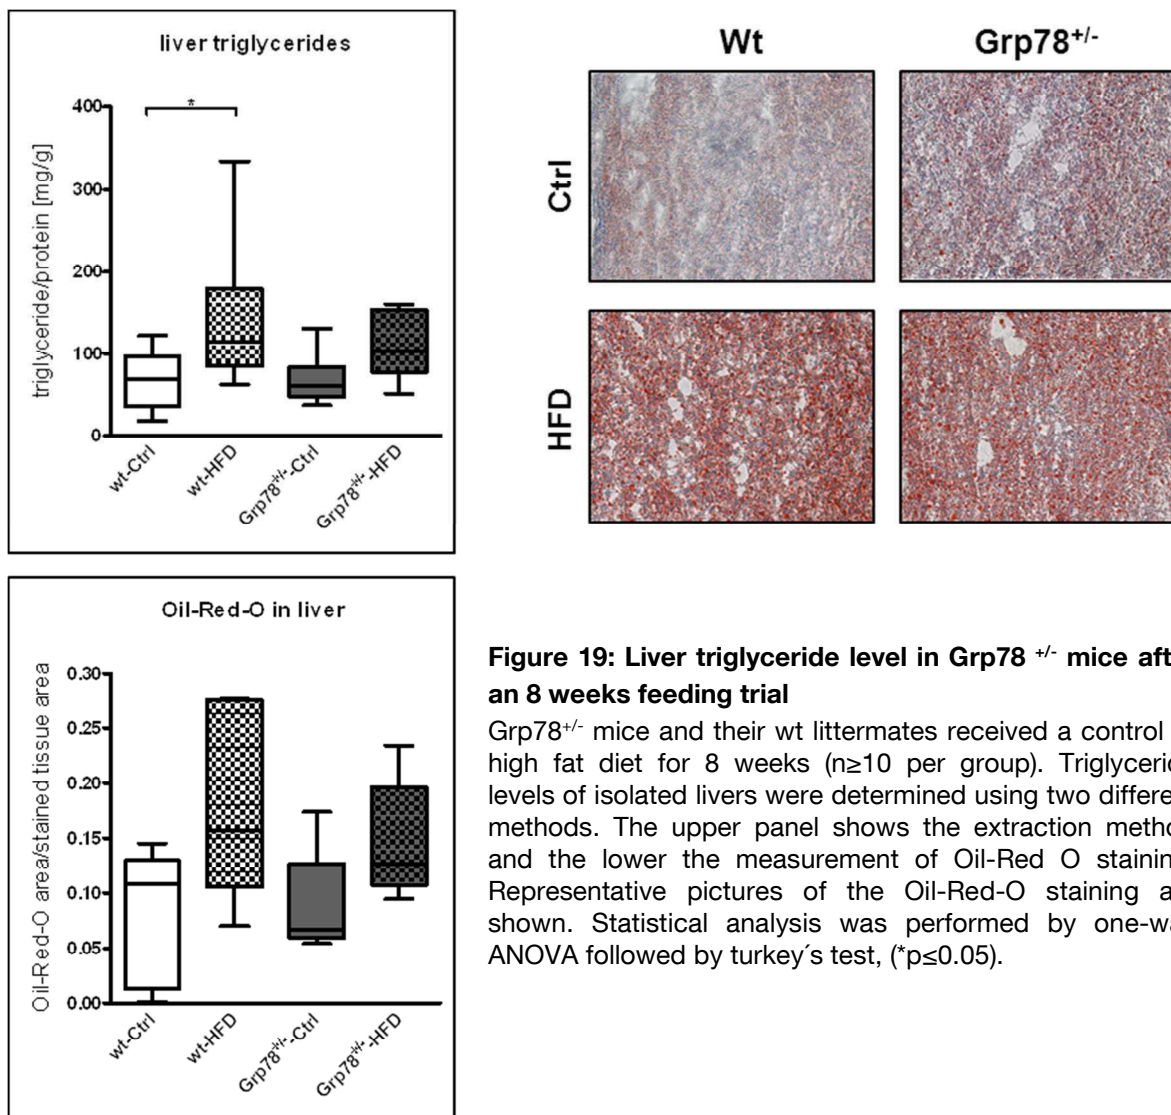 liver triglycerides
triglyceride/protein [mg/g]
400
*
300
200
100
0
wt-Ctrl
wt-HFD
Grp78+/--Ctrl
Grp78+/--HFD
Wt
Grp78+/-
Ctrl
HFD
Oil-Red-O in liver
Oil-Red-O area/stained tissue area
0.30
0.25
0.20
0.15
0.10
0.05
0.00
wt-Ctrl
wt-HFD
Grp78+/--Ctrl
Grp78+/--HFD
Figure 19: Liver triglyceride level in Grp78 +/- mice aft
an 8 weeks feeding trial
Grp78+/- mice and their wt littermates received a control
high fat diet for 8 weeks (n≥10 per group). Triglyceri
levels of isolated livers were determined using two differe
methods. The upper panel shows the extraction metho
and the lower the measurement of Oil-Red O stainin
Representative pictures of the Oil-Red-O staining a
shown. Statistical analysis was performed by one-wa
ANOVA followed by turkey´s test, (*p≤0.05).